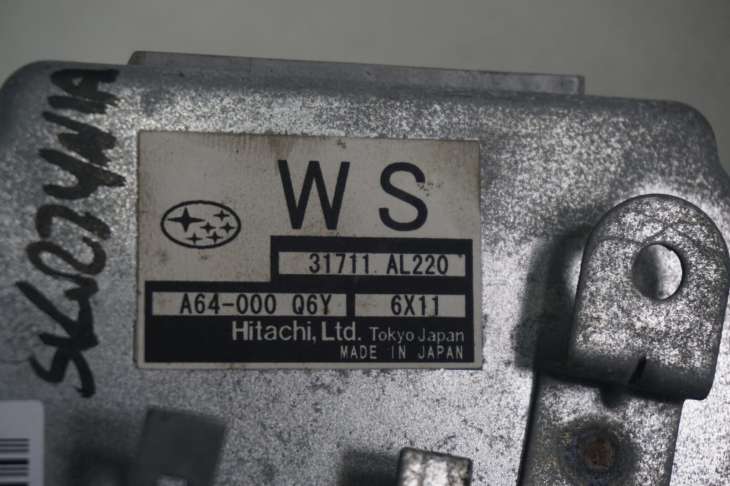 WS
31711 AL220
A64-000 Q6Y 6X11
Hitachi, Ltd. Tokyo Japan
MADE IN JAPAN